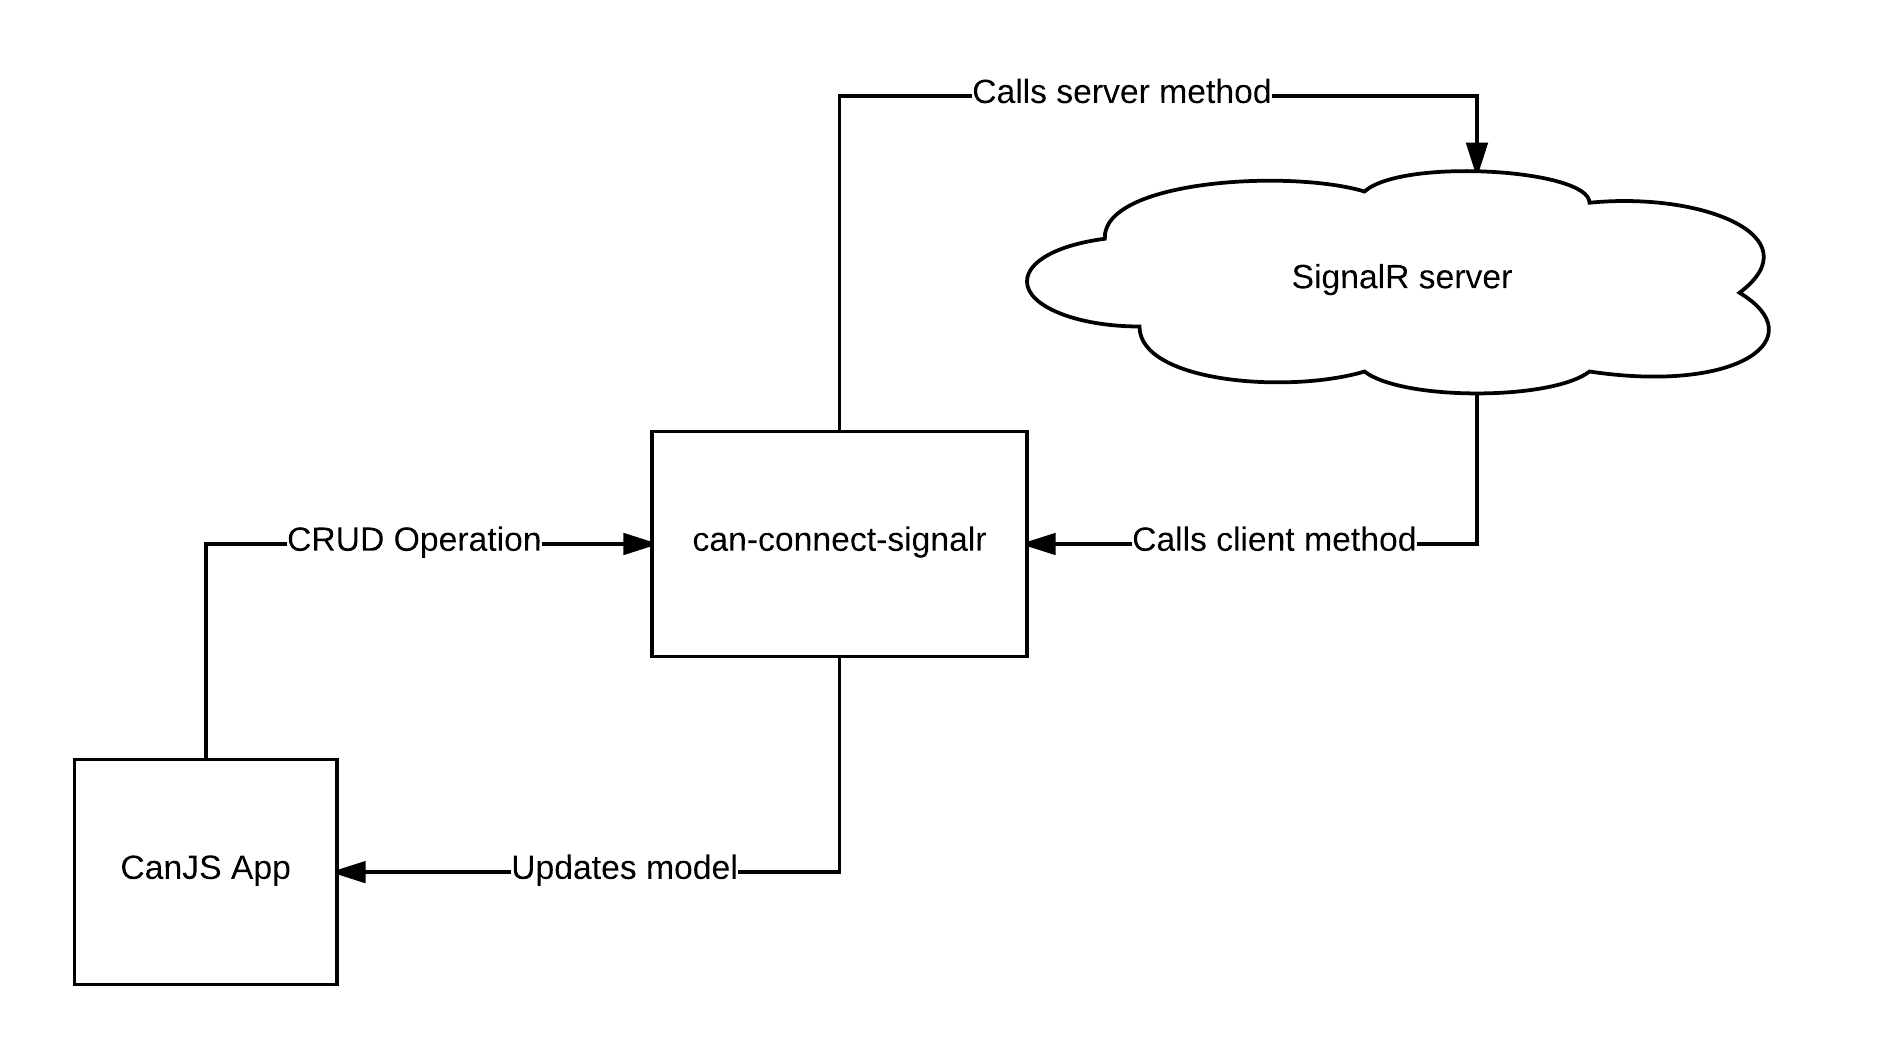 Calls server method
SignalR server
CRUD Operation
can-connect-signalr
Calls client method
CanJS App
Updates model